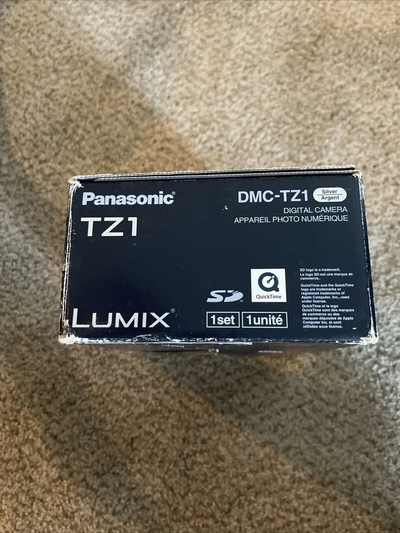 Panasonic
DMC-TZ1
Silver
Argent
DIGITAL CAMERA
APPAREIL PHOTO NUMÉRIQUE
TZ1
SD logo is a trademark.
Le logo SD est une marque de
commerce.
QuickTime and the QuickTime
logo are trademarks or
registered trademarks of
Apple Computer, Inc., used
under license.
QuickTime et le logo
QuickTime sont des marques
de commerce ou des
marques déposées de Apple
Computer Inc. et sont
utilisées sous licence.
SD
QuickTime
LUMIX
1set
1unité